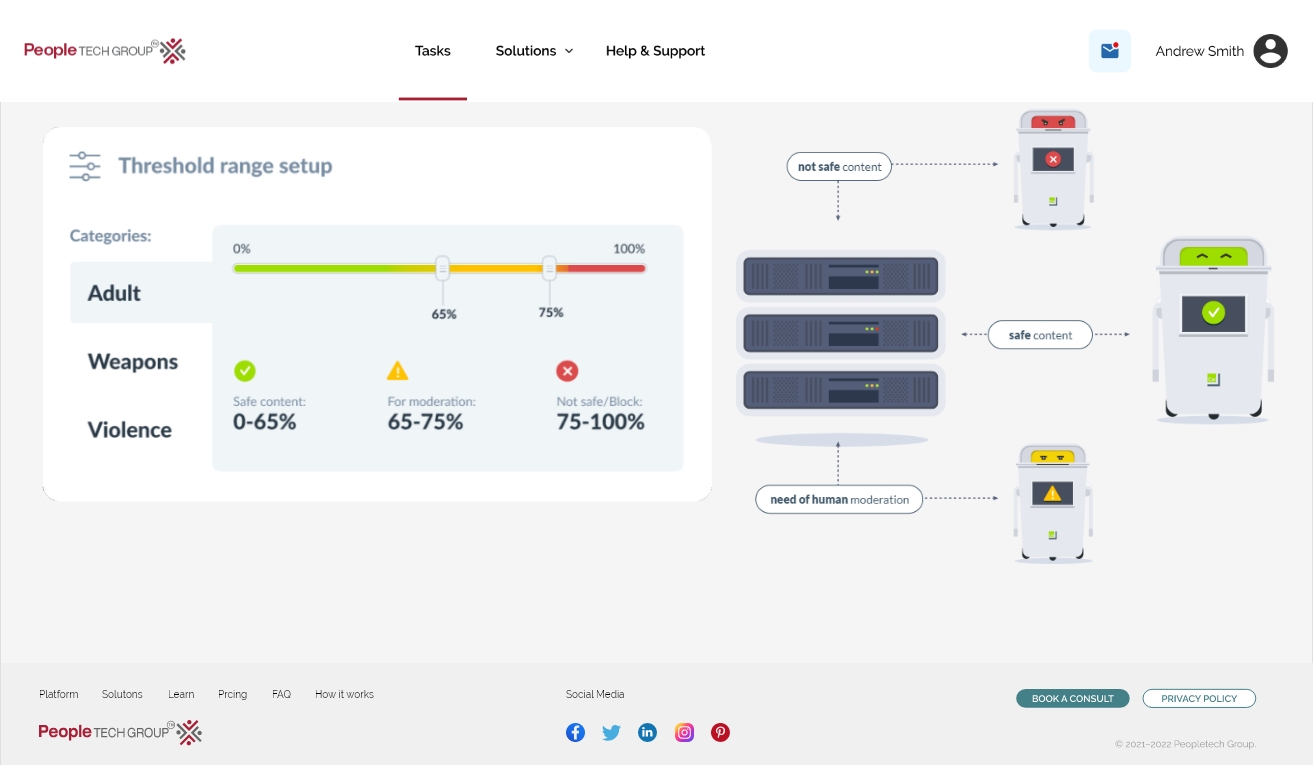 People TECH GROUP TM
Tasks
Solutions
Help & Support
Andrew Smith
Threshold range setup
Categories:
Adult
Weapons
Violence
0%
100%
65%
75%
Safe content:
0-65%
For moderation:
65-75%
Not safe/Block:
75-100%
not safe content
safe content
need of human moderation
Platform
Solutons
Learn
Prcing
FAQ
How it works
Social Media
BOOK A CONSULT
PRIVACY POLICY
People TECH GROUP TM
© 2021-2022 Peopletech Group.